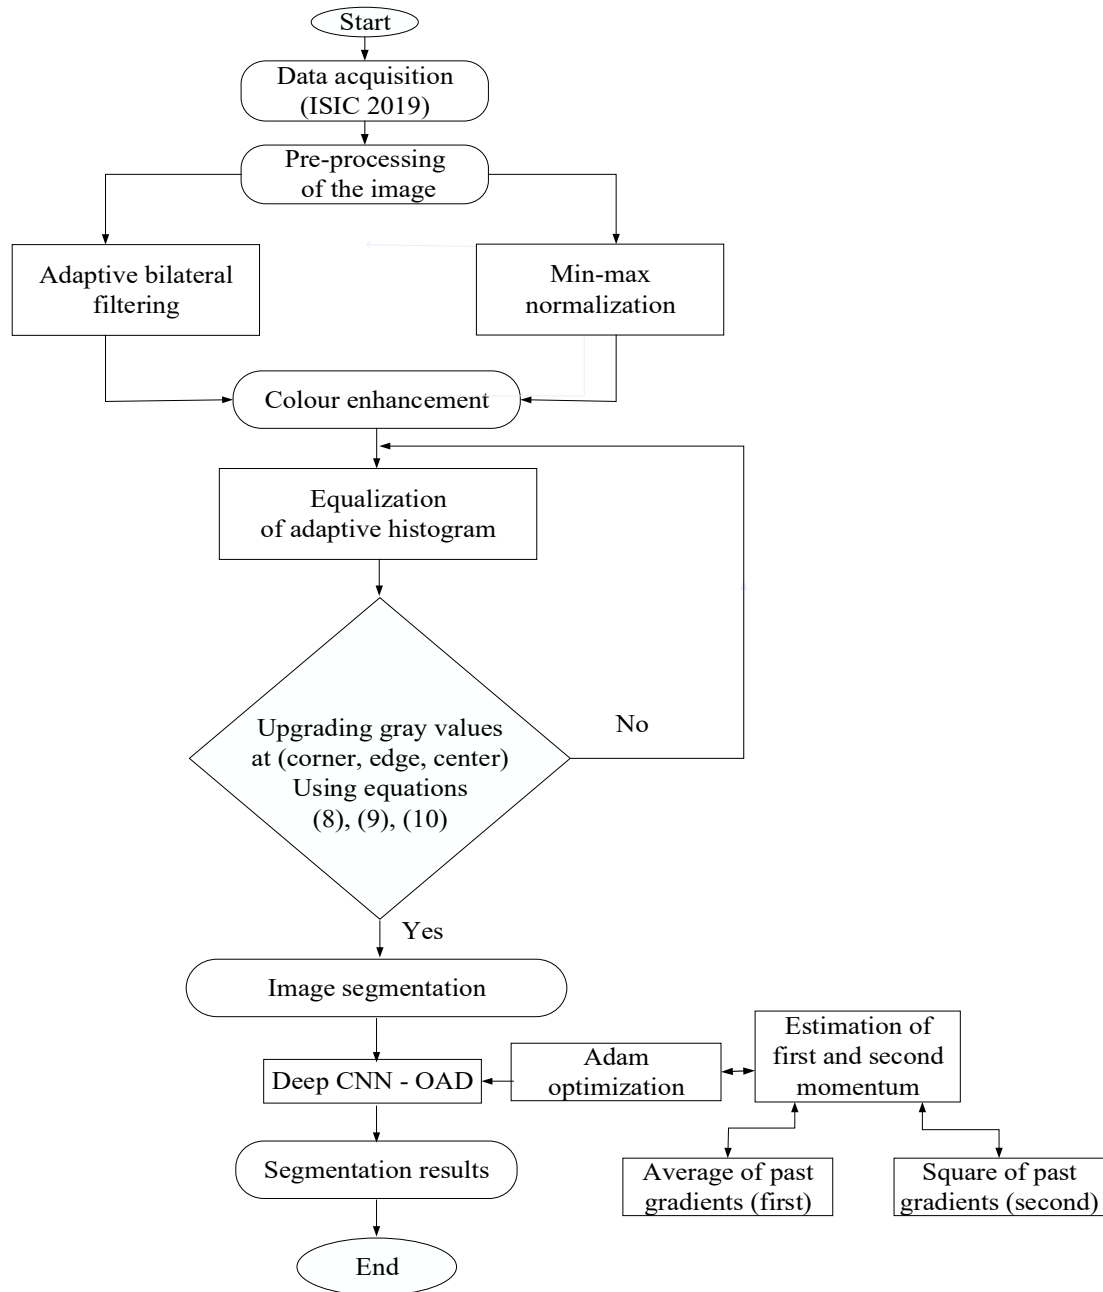 Start
Data acquisition
(ISIC 2019)
Pre-processing
of the image
Adaptive bilateral
filtering
Min-max
normalization
Colour enhancement
Equalization
of adaptive histogram
Upgrading gray values
at (corner, edge, center)
Using equations
(8), (9), (10)
No
Yes
Image segmentation
Deep CNN - OAD
Adam
optimization
Estimation of
first and second
momentum
Average of past
gradients (first)
Square of past
gradients (second)
Segmentation results
End